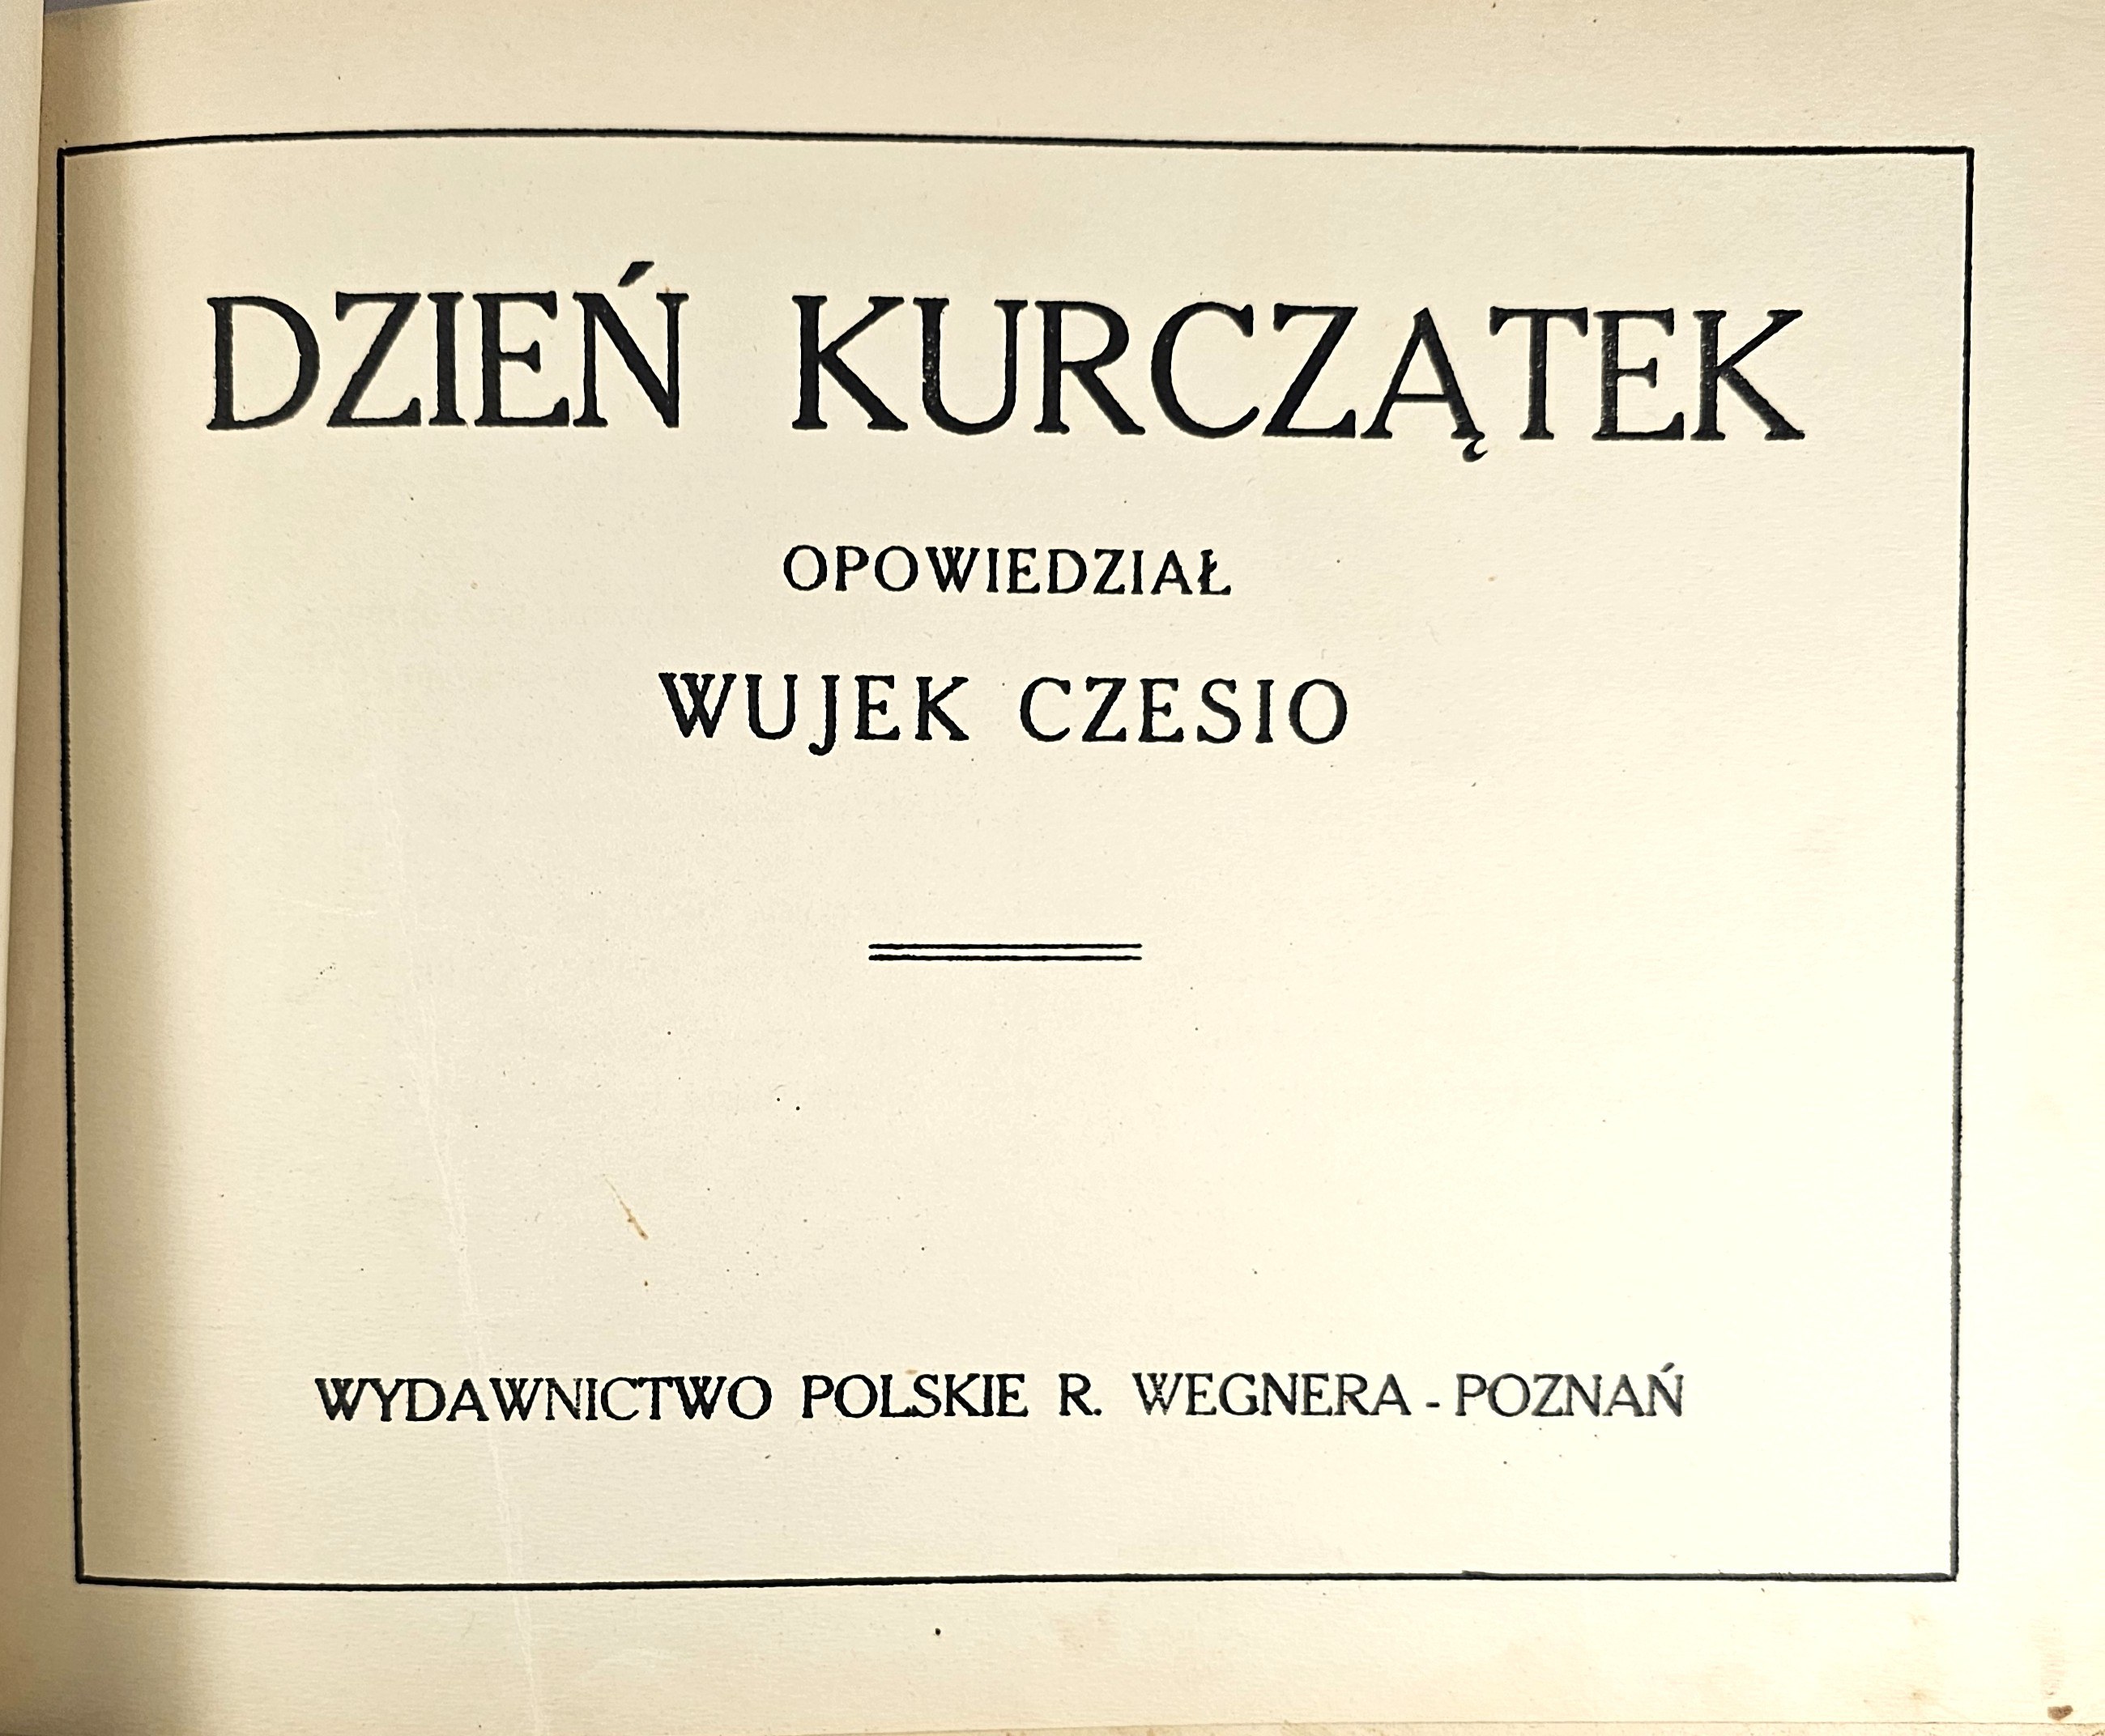 DZIEŃ KURCZĄTEK
OPOWIEDZIAŁ
WUJEK CZESIO
WYDAWNICTWO POLSKIE R. WEGNERA - POZNAŃ